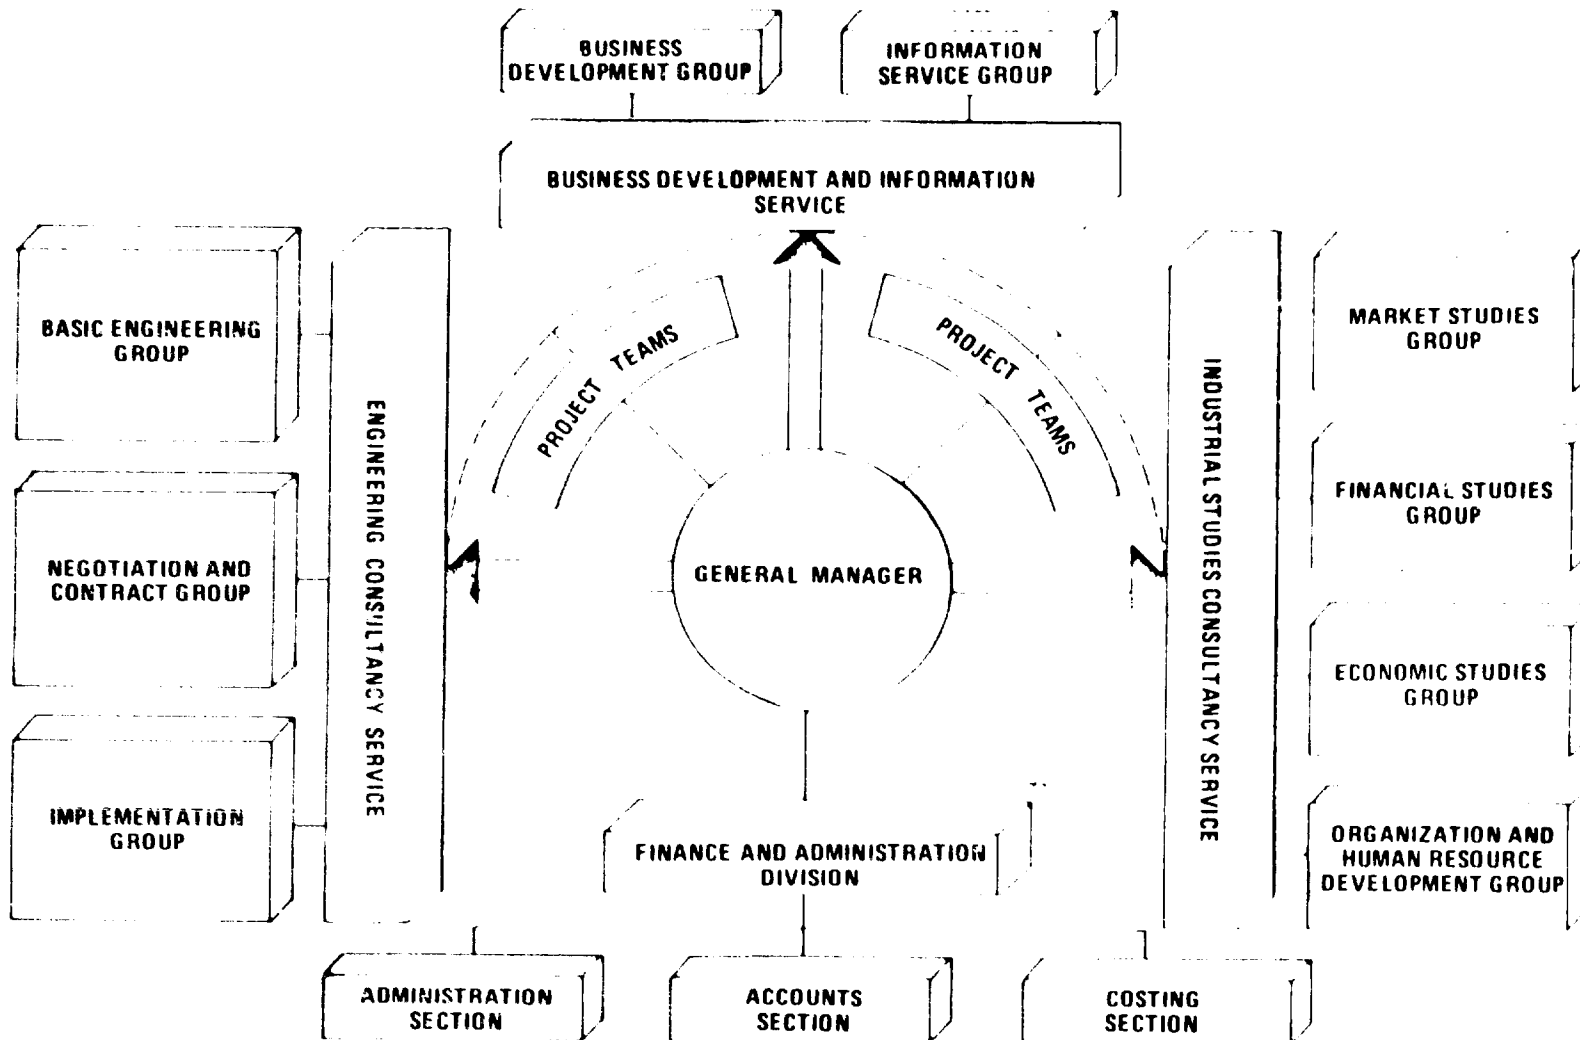 BUSINESS
DEVELOPMENT GROUP
INFORMATION
SERVICE GROUP
BUSINESS DEVELOPMENT AND INFORMATION
SERVICE
BASIC ENGINEERING
GROUP
NEGOTIATION AND
CONTRACT GROUP
IMPLEMENTATION
GROUP
ENGINEERING CONSULTANCY SERVICE
PROJECT TEAMS
PROJECT TEAMS
GENERAL MANAGER
INDUSTRIAL STUDIES CONSULTANCY SERVICE
MARKET STUDIES
GROUP
FINANCIAL STUDIES
GROUP
ECONOMIC STUDIES
GROUP
ORGANIZATION AND
HUMAN RESOURCE
DEVELOPMENT GROUP
FINANCE AND ADMINISTRATION
DIVISION
ADMINISTRATION
SECTION
ACCOUNTS
SECTION
COSTING
SECTION